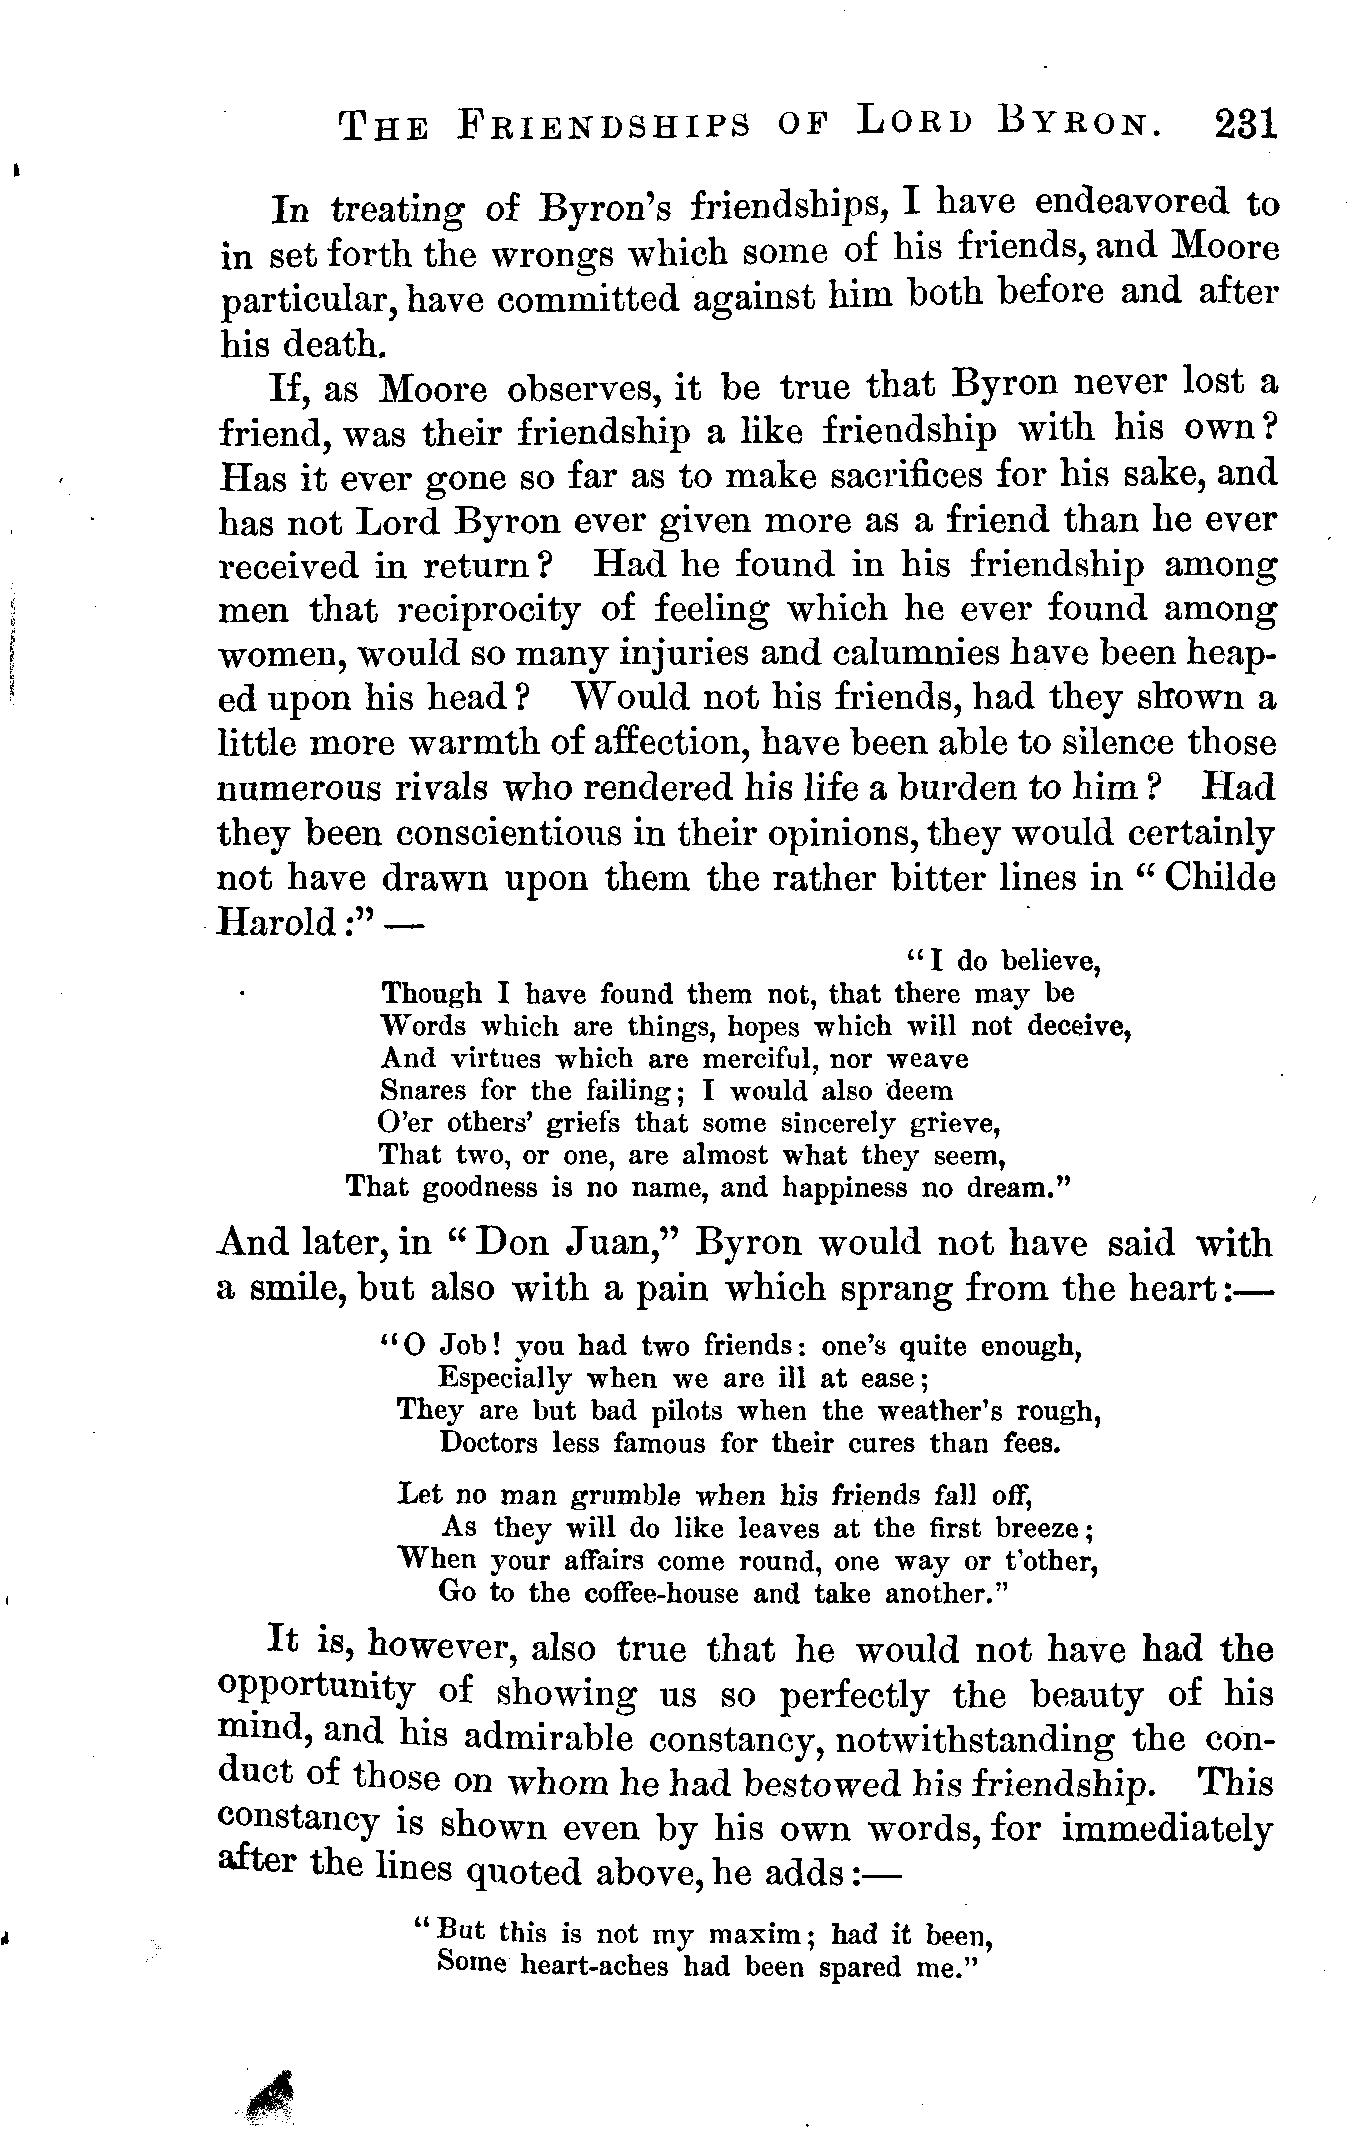 THE FRIENDSHIPS OF LORD BYRON. 231
In treating of Byron's friendships, I have endeavored to
in set forth the wrongs which some of his friends, and Moore
particular, have committed against him both before and after
his death.
If, as Moore observes, it be true that Byron never lost a
friend, was their friendship a like friendship with his own?
Has it ever gone so far as to make sacrifices for his sake, and
has not Lord Byron ever given more as a friend than he ever
received in return? Had he found in his friendship among
men that reciprocity of feeling which he ever found among
women, would so many injuries and calumnies have been heap-
ed upon his head? Would not his friends, had they shown a
little more warmth of affection, have been able to silence those
numerous rivals who rendered his life a burden to him? Had
they been conscientious in their opinions, they would certainly
not have drawn upon them the rather bitter lines in "Childe
Harold:"—
"I do believe,
Though I have found them not, that there may be
Words which are things, hopes which will not deceive,
And virtues which are merciful, nor weave
Snares for the failing; I would also deem
O'er others' griefs that some sincerely grieve,
That two, or one, are almost what they seem,
That goodness is no name, and happiness no dream."
And later, in "Don Juan," Byron would not have said with
a smile, but also with a pain which sprang from the heart:—
"O Job! you had two friends: one's quite enough,
Especially when we are ill at ease;
They are but bad pilots when the weather's rough,
Doctors less famous for their cures than fees.
Let no man grumble when his friends fall off,
As they will do like leaves at the first breeze;
When your affairs come round, one way or t'other,
Go to the coffee-house and take another."
It is, however, also true that he would not have had the
opportunity of showing us so perfectly the beauty of his
mind, and his admirable constancy, notwithstanding the con-
duct of those on whom he had bestowed his friendship. This
constancy is shown even by his own words, for immediately
after the lines quoted above, he adds:—
"But this is not my maxim; had it been,
Some heart-aches had been spared me."